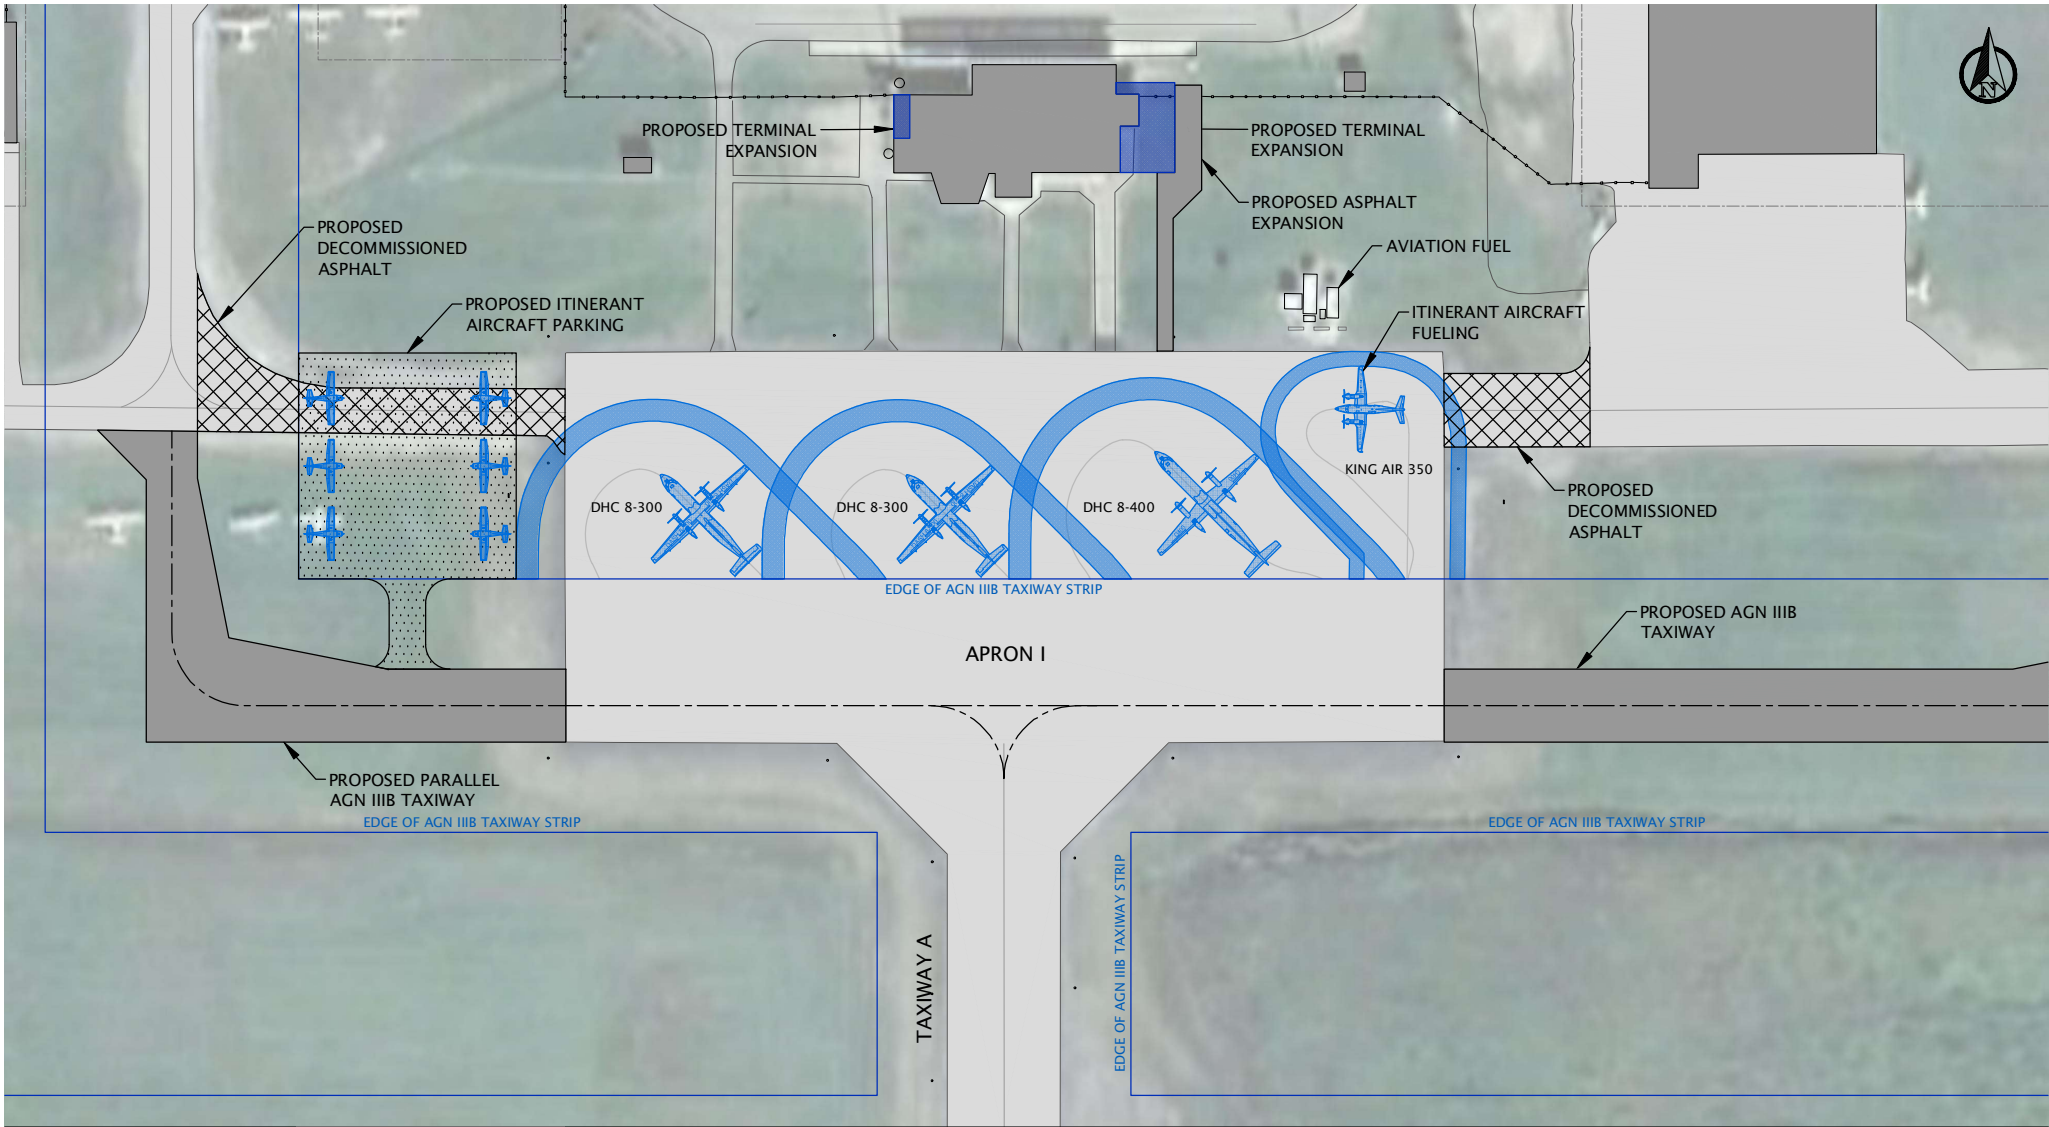 N
PROPOSED TERMINAL
EXPANSION
PROPOSED TERMINAL
EXPANSION
PROPOSED ASPHALT
EXPANSION
PROPOSED
DECOMMISSIONED
ASPHALT
AVIATION FUEL
PROPOSED ITINERANT
AIRCRAFT PARKING
ITINERANT AIRCRAFT
FUELING
KING AIR 350
DHC 8-300
DHC 8-300
DHC 8-400
PROPOSED
DECOMMISSIONED
ASPHALT
EDGE OF AGN IIIB TAXIWAY STRIP
PROPOSED AGN IIIB
TAXIWAY
APRON I
PROPOSED PARALLEL
AGN IIIB TAXIWAY
EDGE OF AGN IIIB TAXIWAY STRIP
EDGE OF AGN IIIB TAXIWAY STRIP
TAXIWAY A
EDGE OF AGN IIIB TAXIWAY STRIP